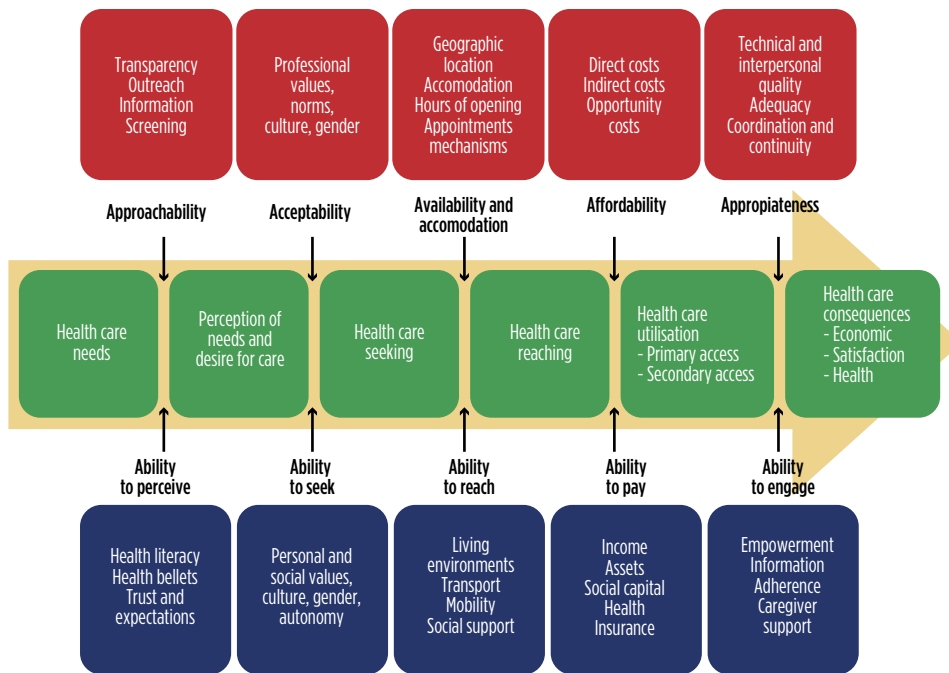 Transparency
Outreach
Information
Screening
Professional
values,
norms,
culture, gender
Geographic
location
Accomodation
Hours of opening
Appointments
mechanisms
Direct costs
Indirect costs
Opportunity
costs
Technical and
interpersonal
quality
Adequacy
Coordination and
continuity
Approachability
Acceptability
Availability and
accomodation
Affordability
Appropiateness
Health care
needs
Perception of
needs and
desire for care
Health care
seeking
Health care
reaching
Health care
utilisation
- Primary access
- Secondary access
Health care
consequences
- Economic
- Satisfaction
- Health
Ability
to perceive
Ability
to seek
Ability
to reach
Ability
to pay
Ability
to engage
Health literacy
Health bellets
Trust and
expectations
Personal and
social values,
culture, gender,
autonomy
Living
environments
Transport
Mobility
Social support
Income
Assets
Social capital
Health
Insurance
Empowerment
Information
Adherence
Caregiver
support